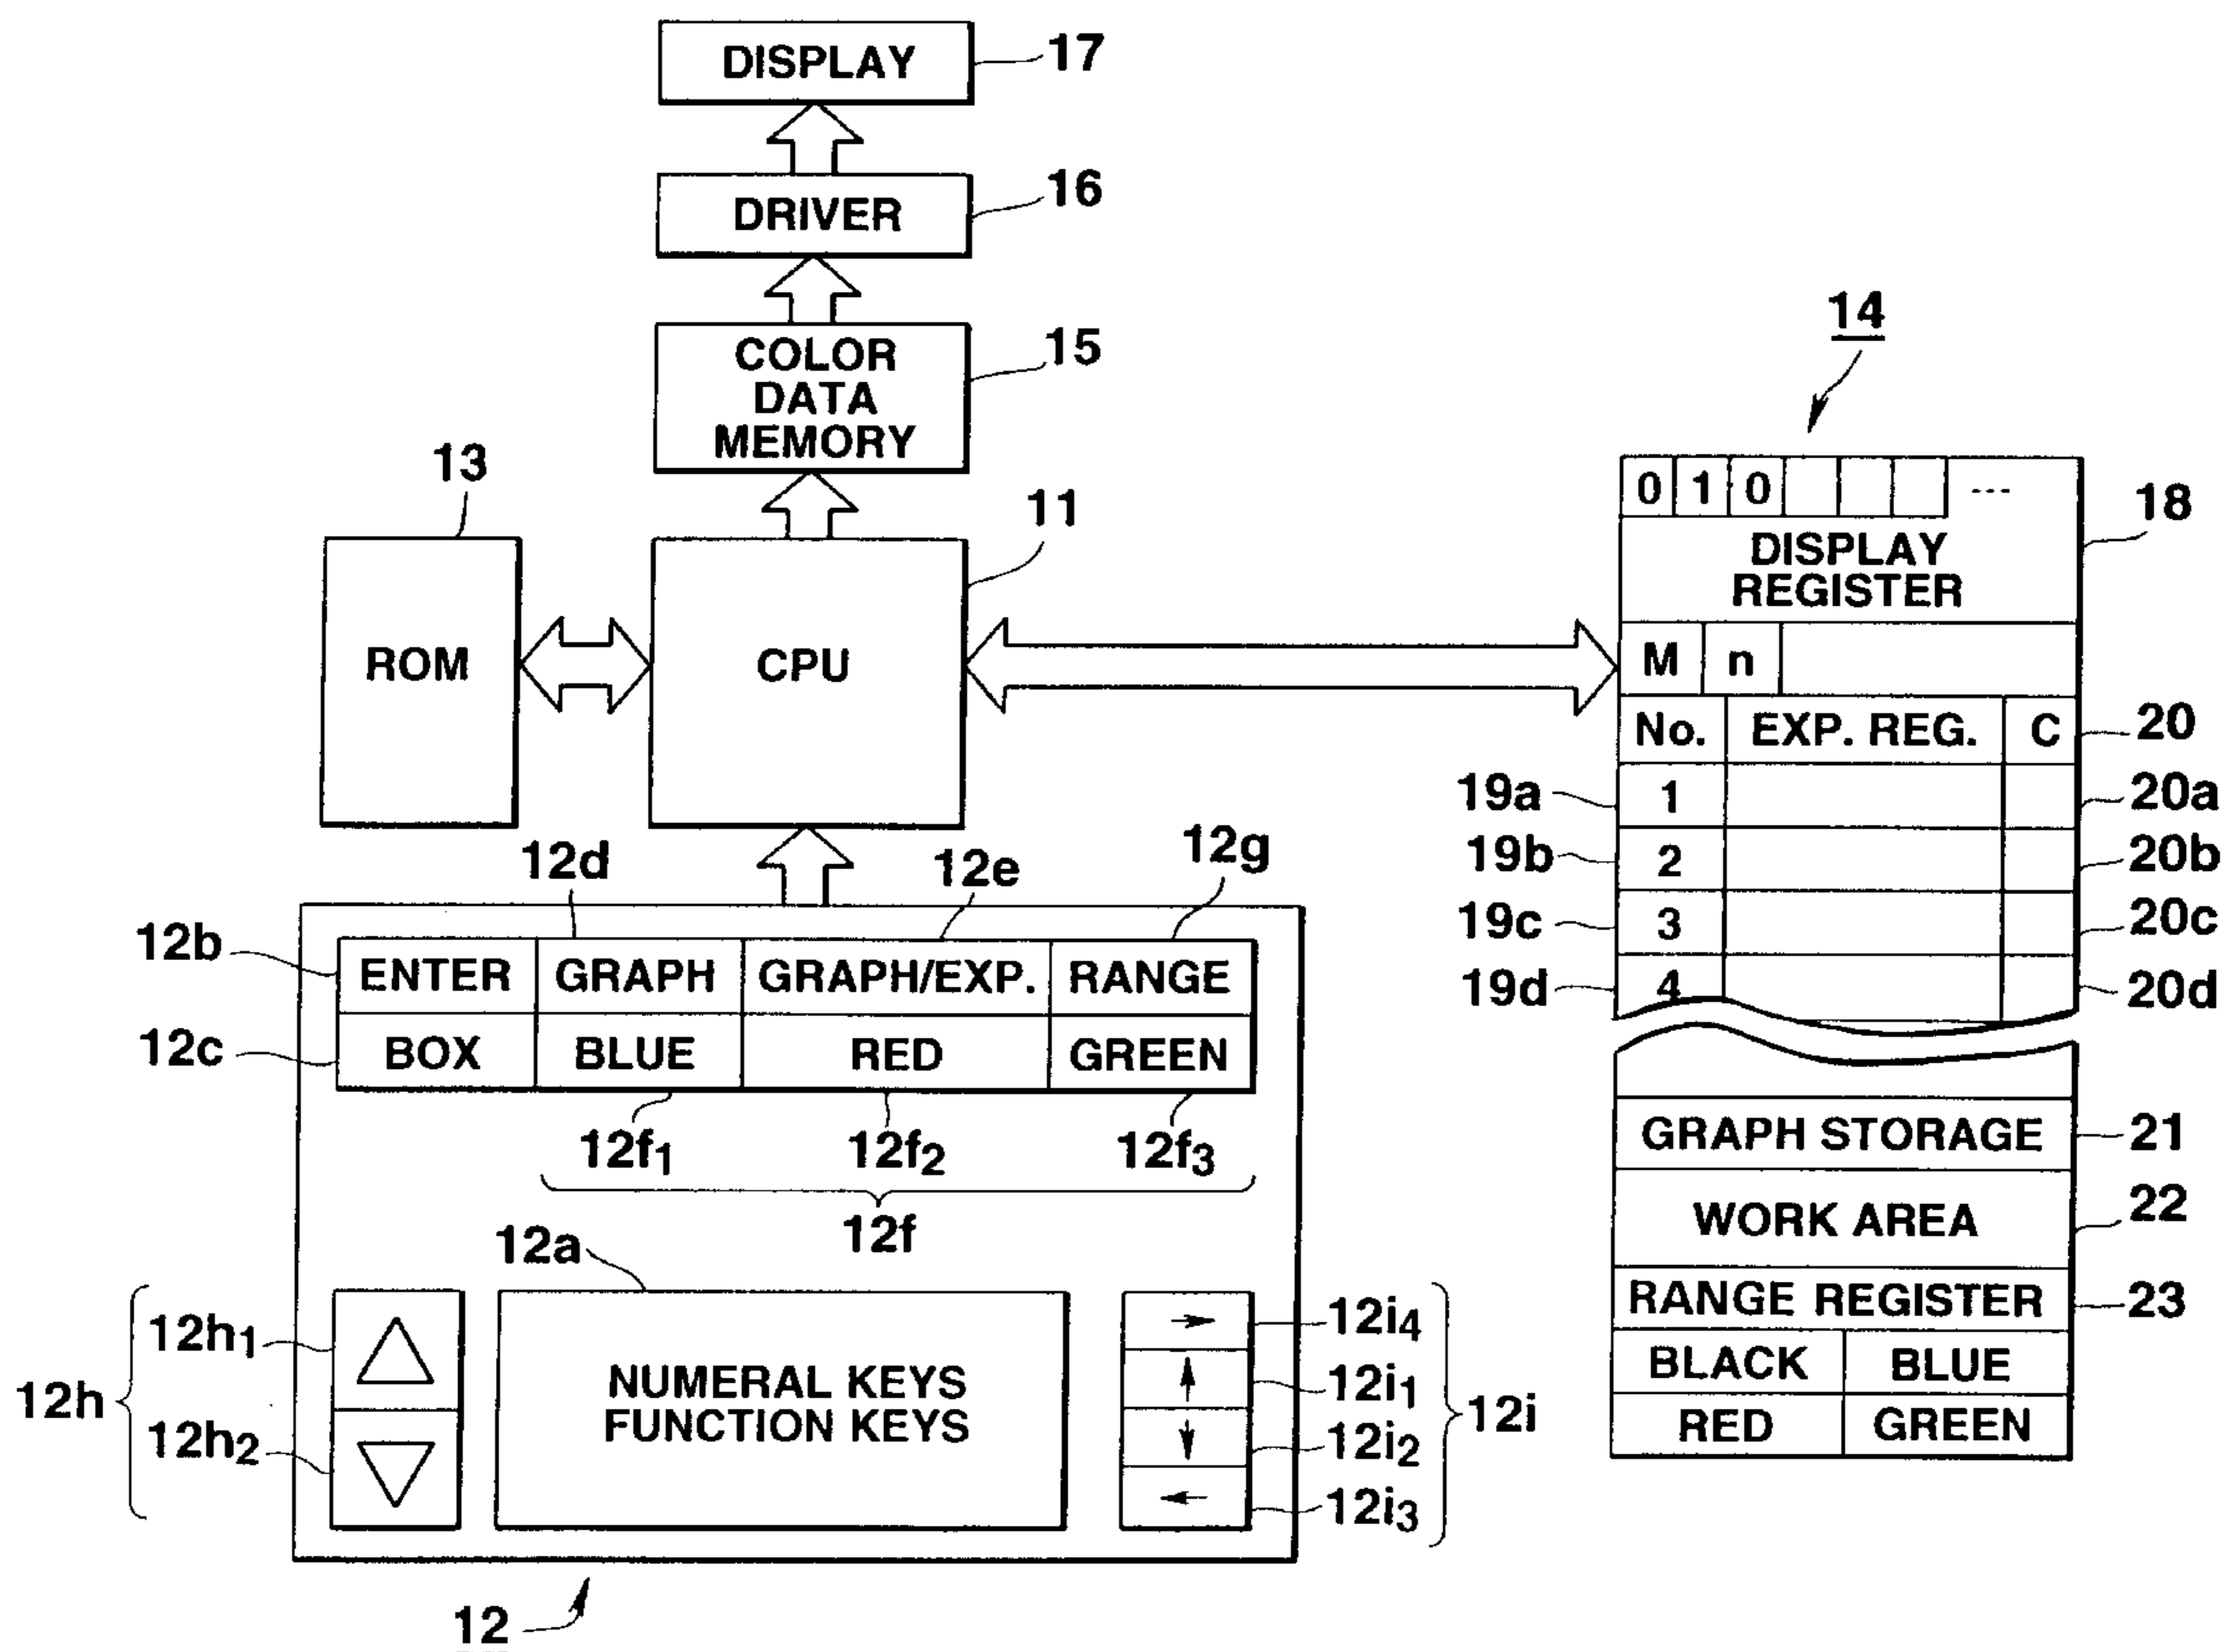 DISPLAY
17
DRIVER
16
COLOR
DATA
MEMORY
15
14
13
11
ROM
CPU
0 1 0 ---
18
DISPLAY
REGISTER
M n
No. EXP. REG. C
20
19a
1
20a
19b
2
20b
19c
3
20c
19d
4
20d
GRAPH STORAGE
21
WORK AREA
22
RANGE REGISTER
23
BLACK BLUE
RED GREEN
12d
12e
12g
12b
ENTER GRAPH GRAPH/EXP. RANGE
12c
BOX BLUE RED GREEN
12f1
12f2
12f3
12f
12a
12h
12h1
12h2
NUMERAL KEYS
FUNCTION KEYS
12i4
12i1
12i2
12i3
12i
12